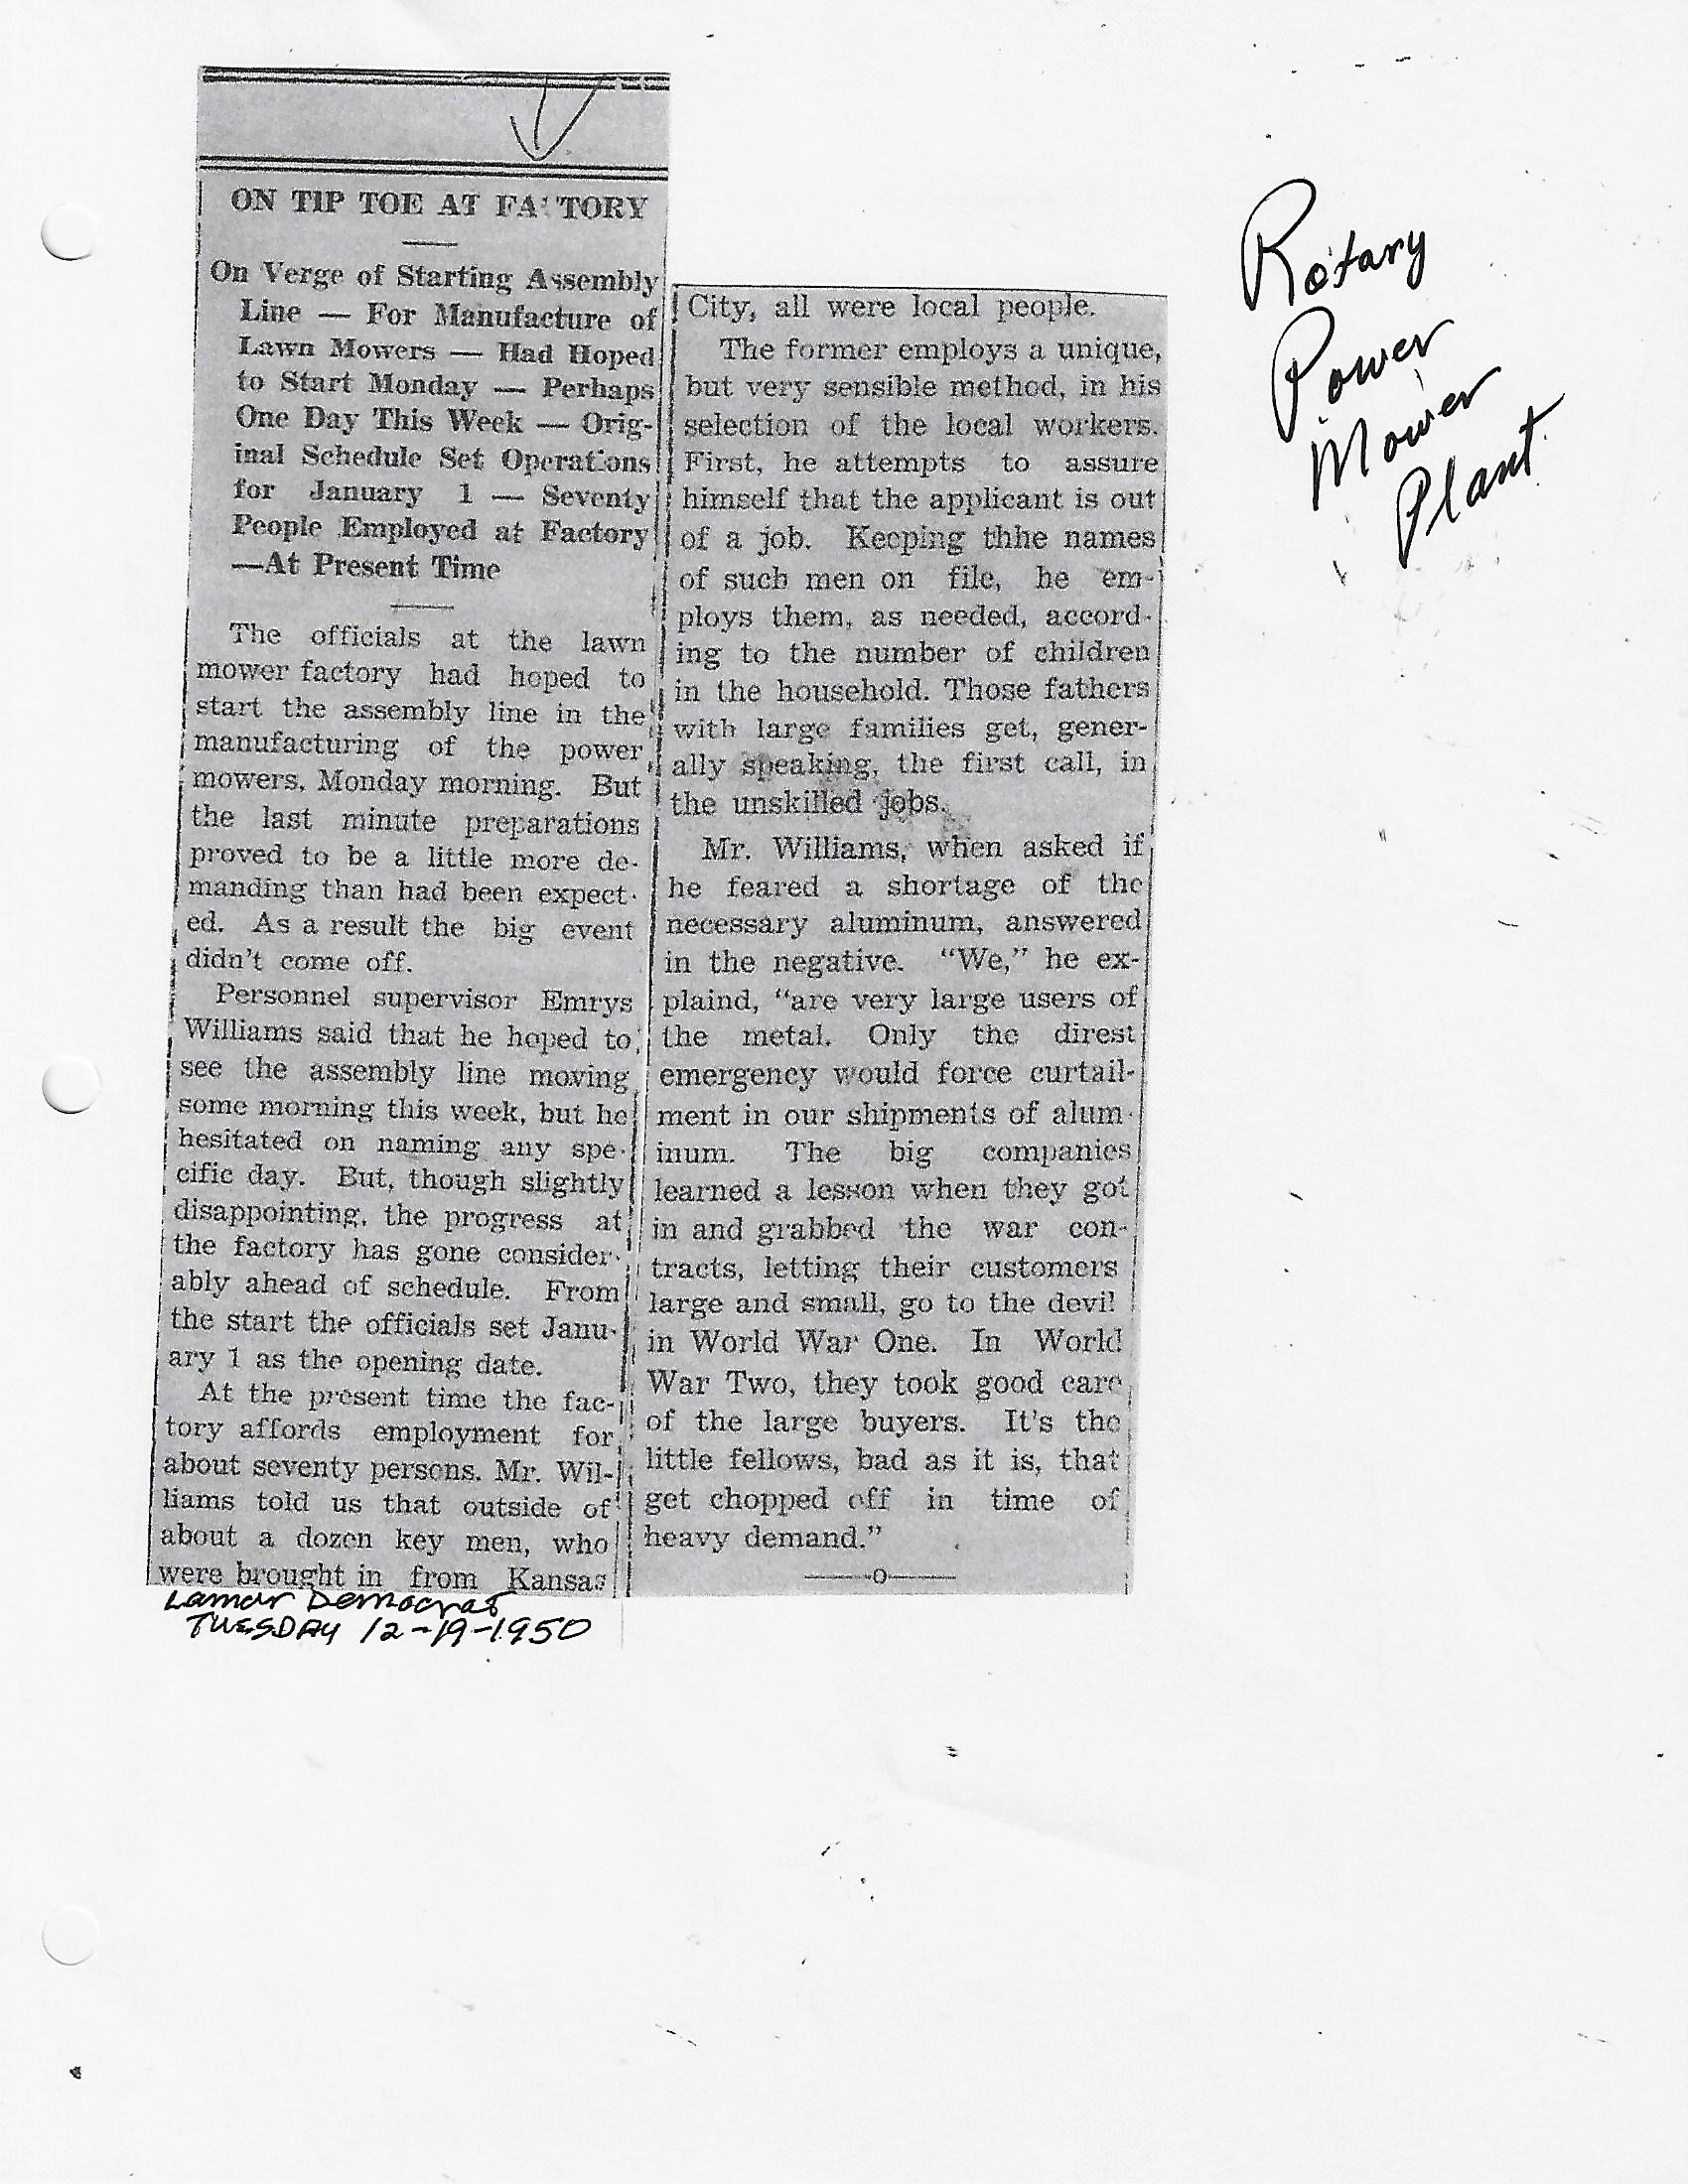 ON TIP TOE AT FACTORY
On Verge of Starting Assembly
Line — For Manufacture of
Lawn Mowers — Had Hoped
to Start Monday — Perhaps
One Day This Week — Orig-
inal Schedule Set Operations
for January 1 — Seventy
People Employed at Factory
—At Present Time
The officials at the lawn
mower factory had hoped to
start the assembly line in the
manufacturing of the power
mowers, Monday morning. But
the last minute preparations
proved to be a little more de-
manding than had been expect-
ed. As a result the big event
didn't come off.
Personnel supervisor Emrys
Williams said that he hoped to
see the assembly line moving
some morning this week, but he
hesitated on naming any spe-
cific day. But, though slightly
disappointing, the progress at
the factory has gone consider-
ably ahead of schedule. From
the start the officials set Janu-
ary 1 as the opening date.
At the present time the fac-
tory affords employment for
about seventy persons. Mr. Wil-
liams told us that outside of
about a dozen key men, who
were brought in from Kansas
City, all were local people.
The former employs a unique,
but very sensible method, in his
selection of the local workers.
First, he attempts to assure
himself that the applicant is out
of a job. Keeping thhe names
of such men on file, he em-
ploys them, as needed, accord-
ing to the number of children
in the household. Those fathers
with large families get, gener-
ally speaking, the first call, in
the unskilled jobs.
Mr. Williams, when asked if
he feared a shortage of the
necessary aluminum, answered
in the negative. "We," he ex-
plaind, "are very large users of
the metal. Only the direst
emergency would force curtail-
ment in our shipments of alum-
inum. The big companies
learned a lesson when they got
in and grabbed the war con-
tracts, letting their customers
large and small, go to the devil
in World War One. In World
War Two, they took good care
of the large buyers. It's the
little fellows, bad as it is, that
get chopped off in time of
heavy demand."
——o——
Lamar Democrat
TUESDAY 12-19-1950
Rotary
Power
Mower
Plant